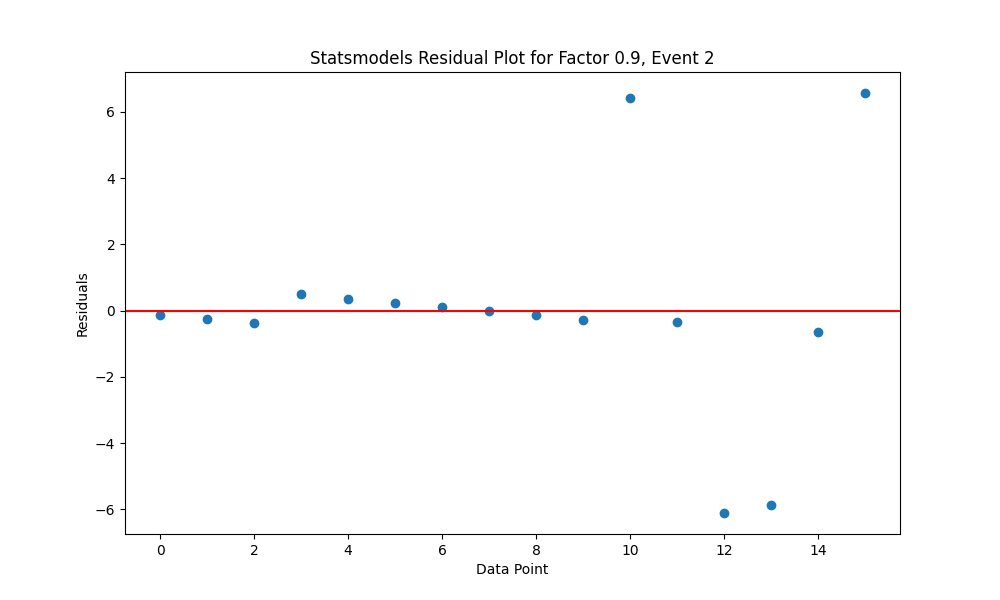 Statsmodels Residual Plot for Factor 0.9, Event 2
6
4
2
0
−2
−4
−6
Residuals
0 2 4 6 8 10 12 14
Data Point